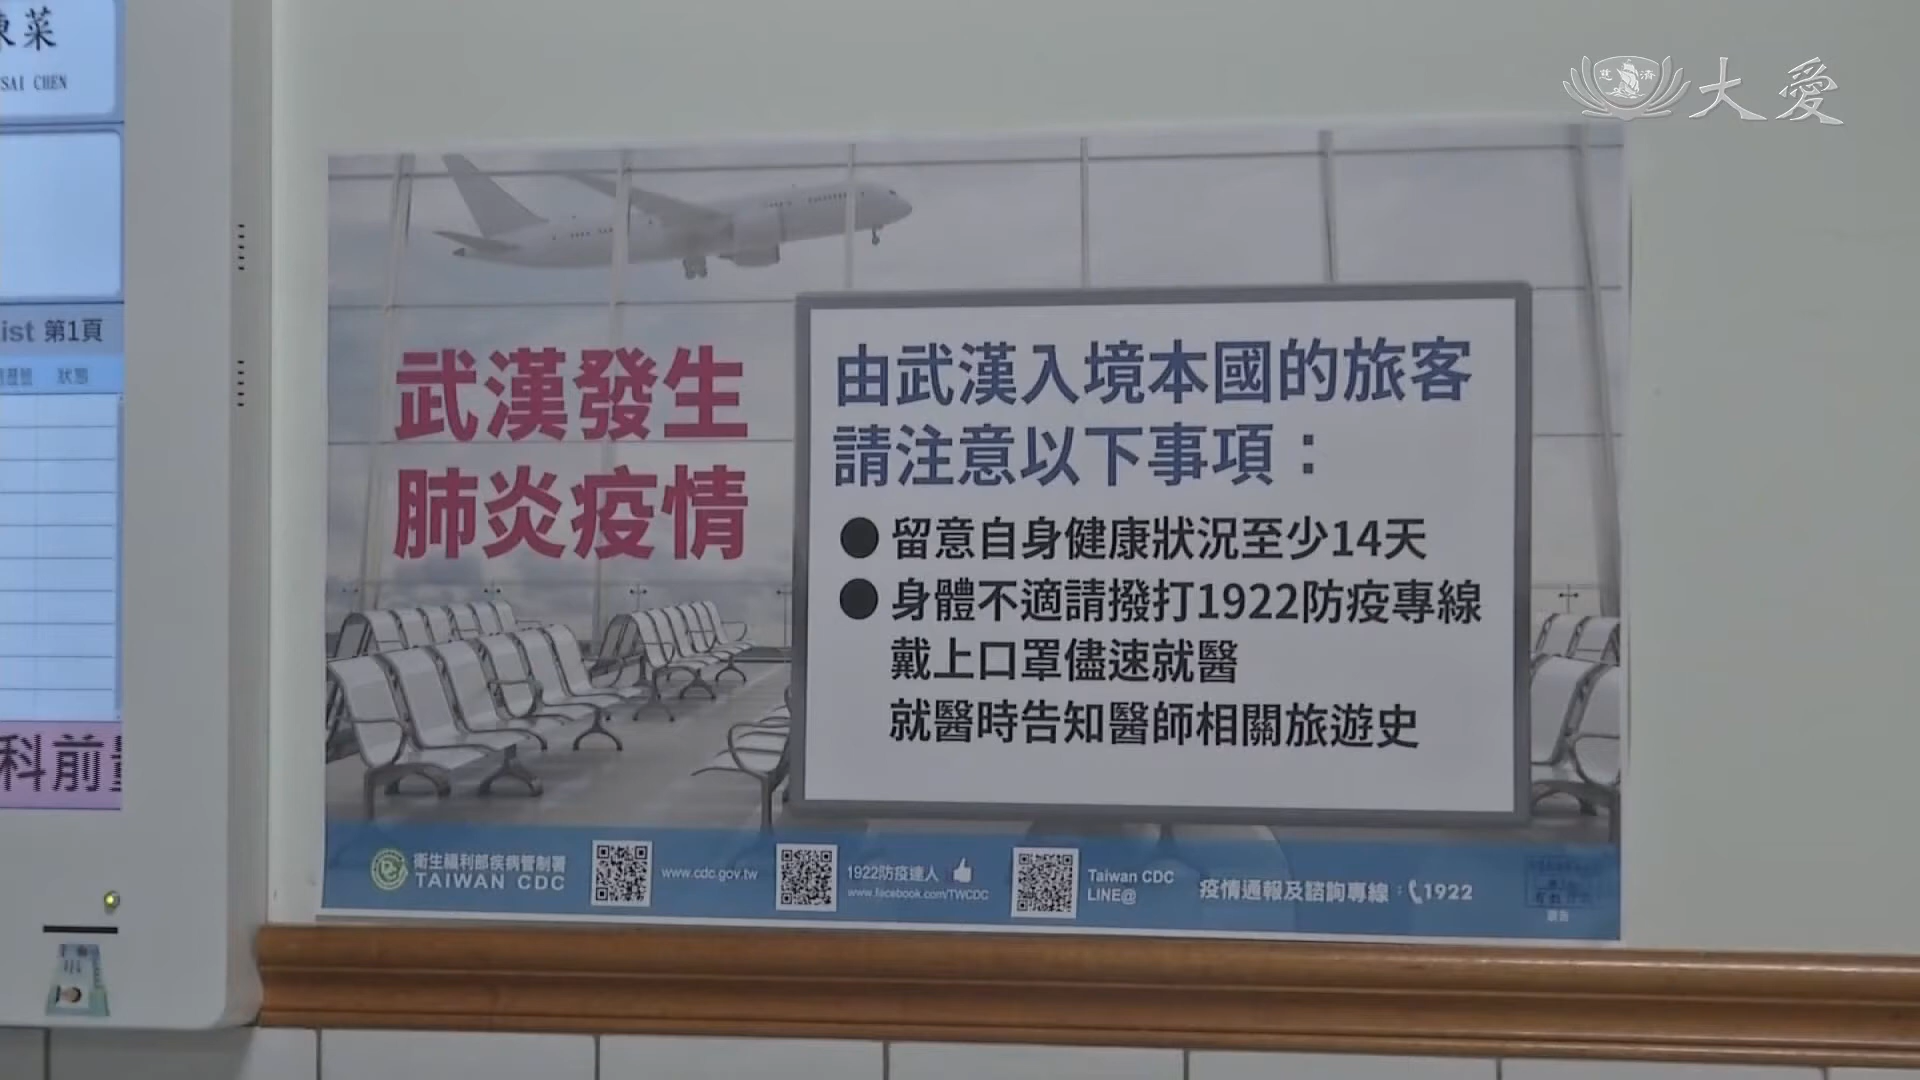 菜
SAI CHEN
ist 第1頁
狀態
科前
慈濟
大愛
武漢發生
肺炎疫情
由武漢入境本國的旅客
請注意以下事項：
●留意自身健康狀況至少14天
●身體不適請撥打1922防疫專線
戴上口罩儘速就醫
就醫時告知醫師相關旅遊史
衛生福利部疾病管制署
TAIWAN CDC
www.cdc.gov.tw
1922防疫達人
www.facebook.com/TWCDC
Taiwan CDC
LINE@
疫情通報及諮詢專線：1922
廣告